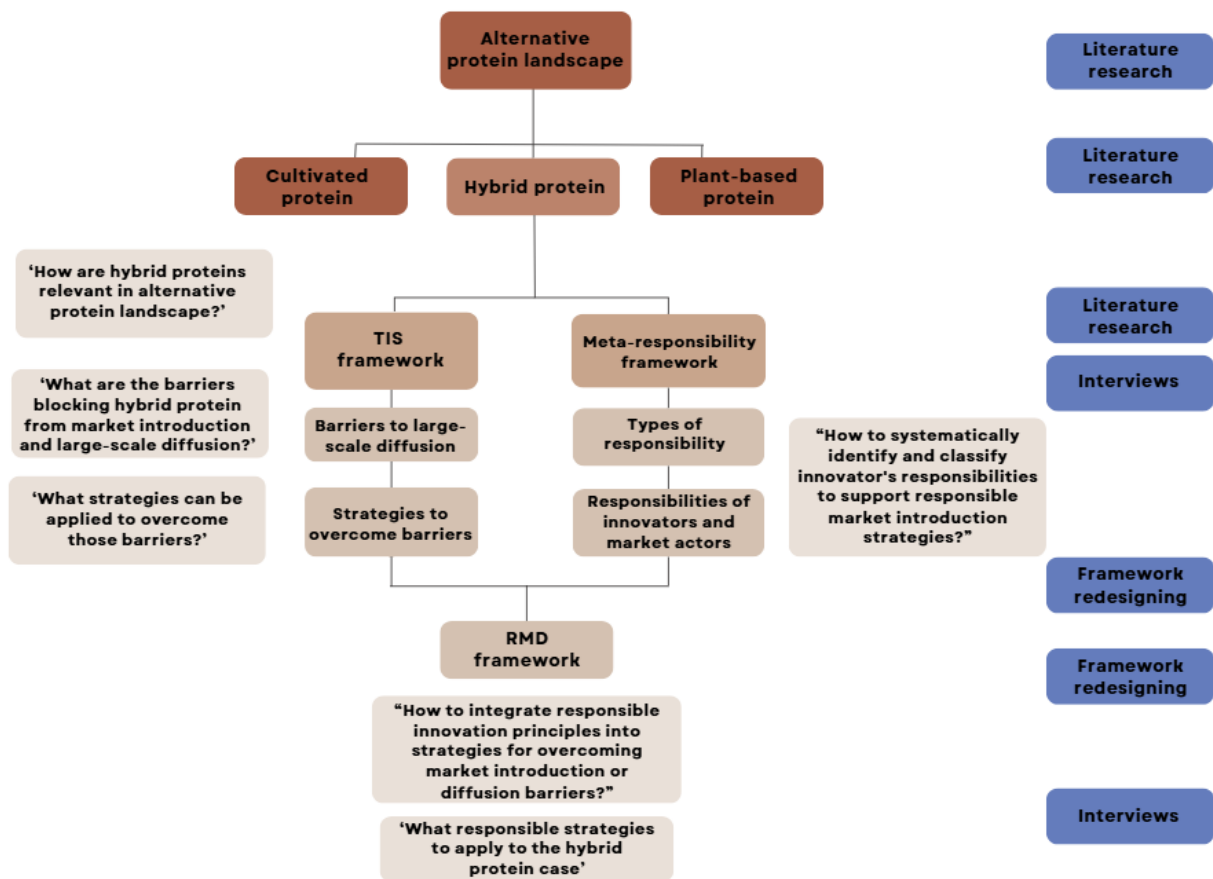 Alternative
protein landscape
Literature
research
Cultivated
protein
Hybrid protein
Plant-based
protein
Literature
research
‘How are hybrid proteins
relevant in alternative
protein landscape?’
TIS
framework
Meta-responsibility
framework
Literature
research
‘What are the barriers
blocking hybrid protein
from market introduction
and large-scale diffusion?’
Barriers to large-
scale diffusion
Types of
responsibility
Interviews
‘What strategies can be
applied to overcome
those barriers?’
Strategies to
overcome barriers
Responsibilities of
innovators and
market actors
“How to systematically
identify and classify
innovator's responsibilities
to support responsible
market introduction
strategies?”
Framework
redesigning
RMD
framework
Framework
redesigning
“How to integrate responsible
innovation principles into
strategies for overcoming
market introduction or
diffusion barriers?”
‘What responsible strategies
to apply to the hybrid
protein case’
Interviews